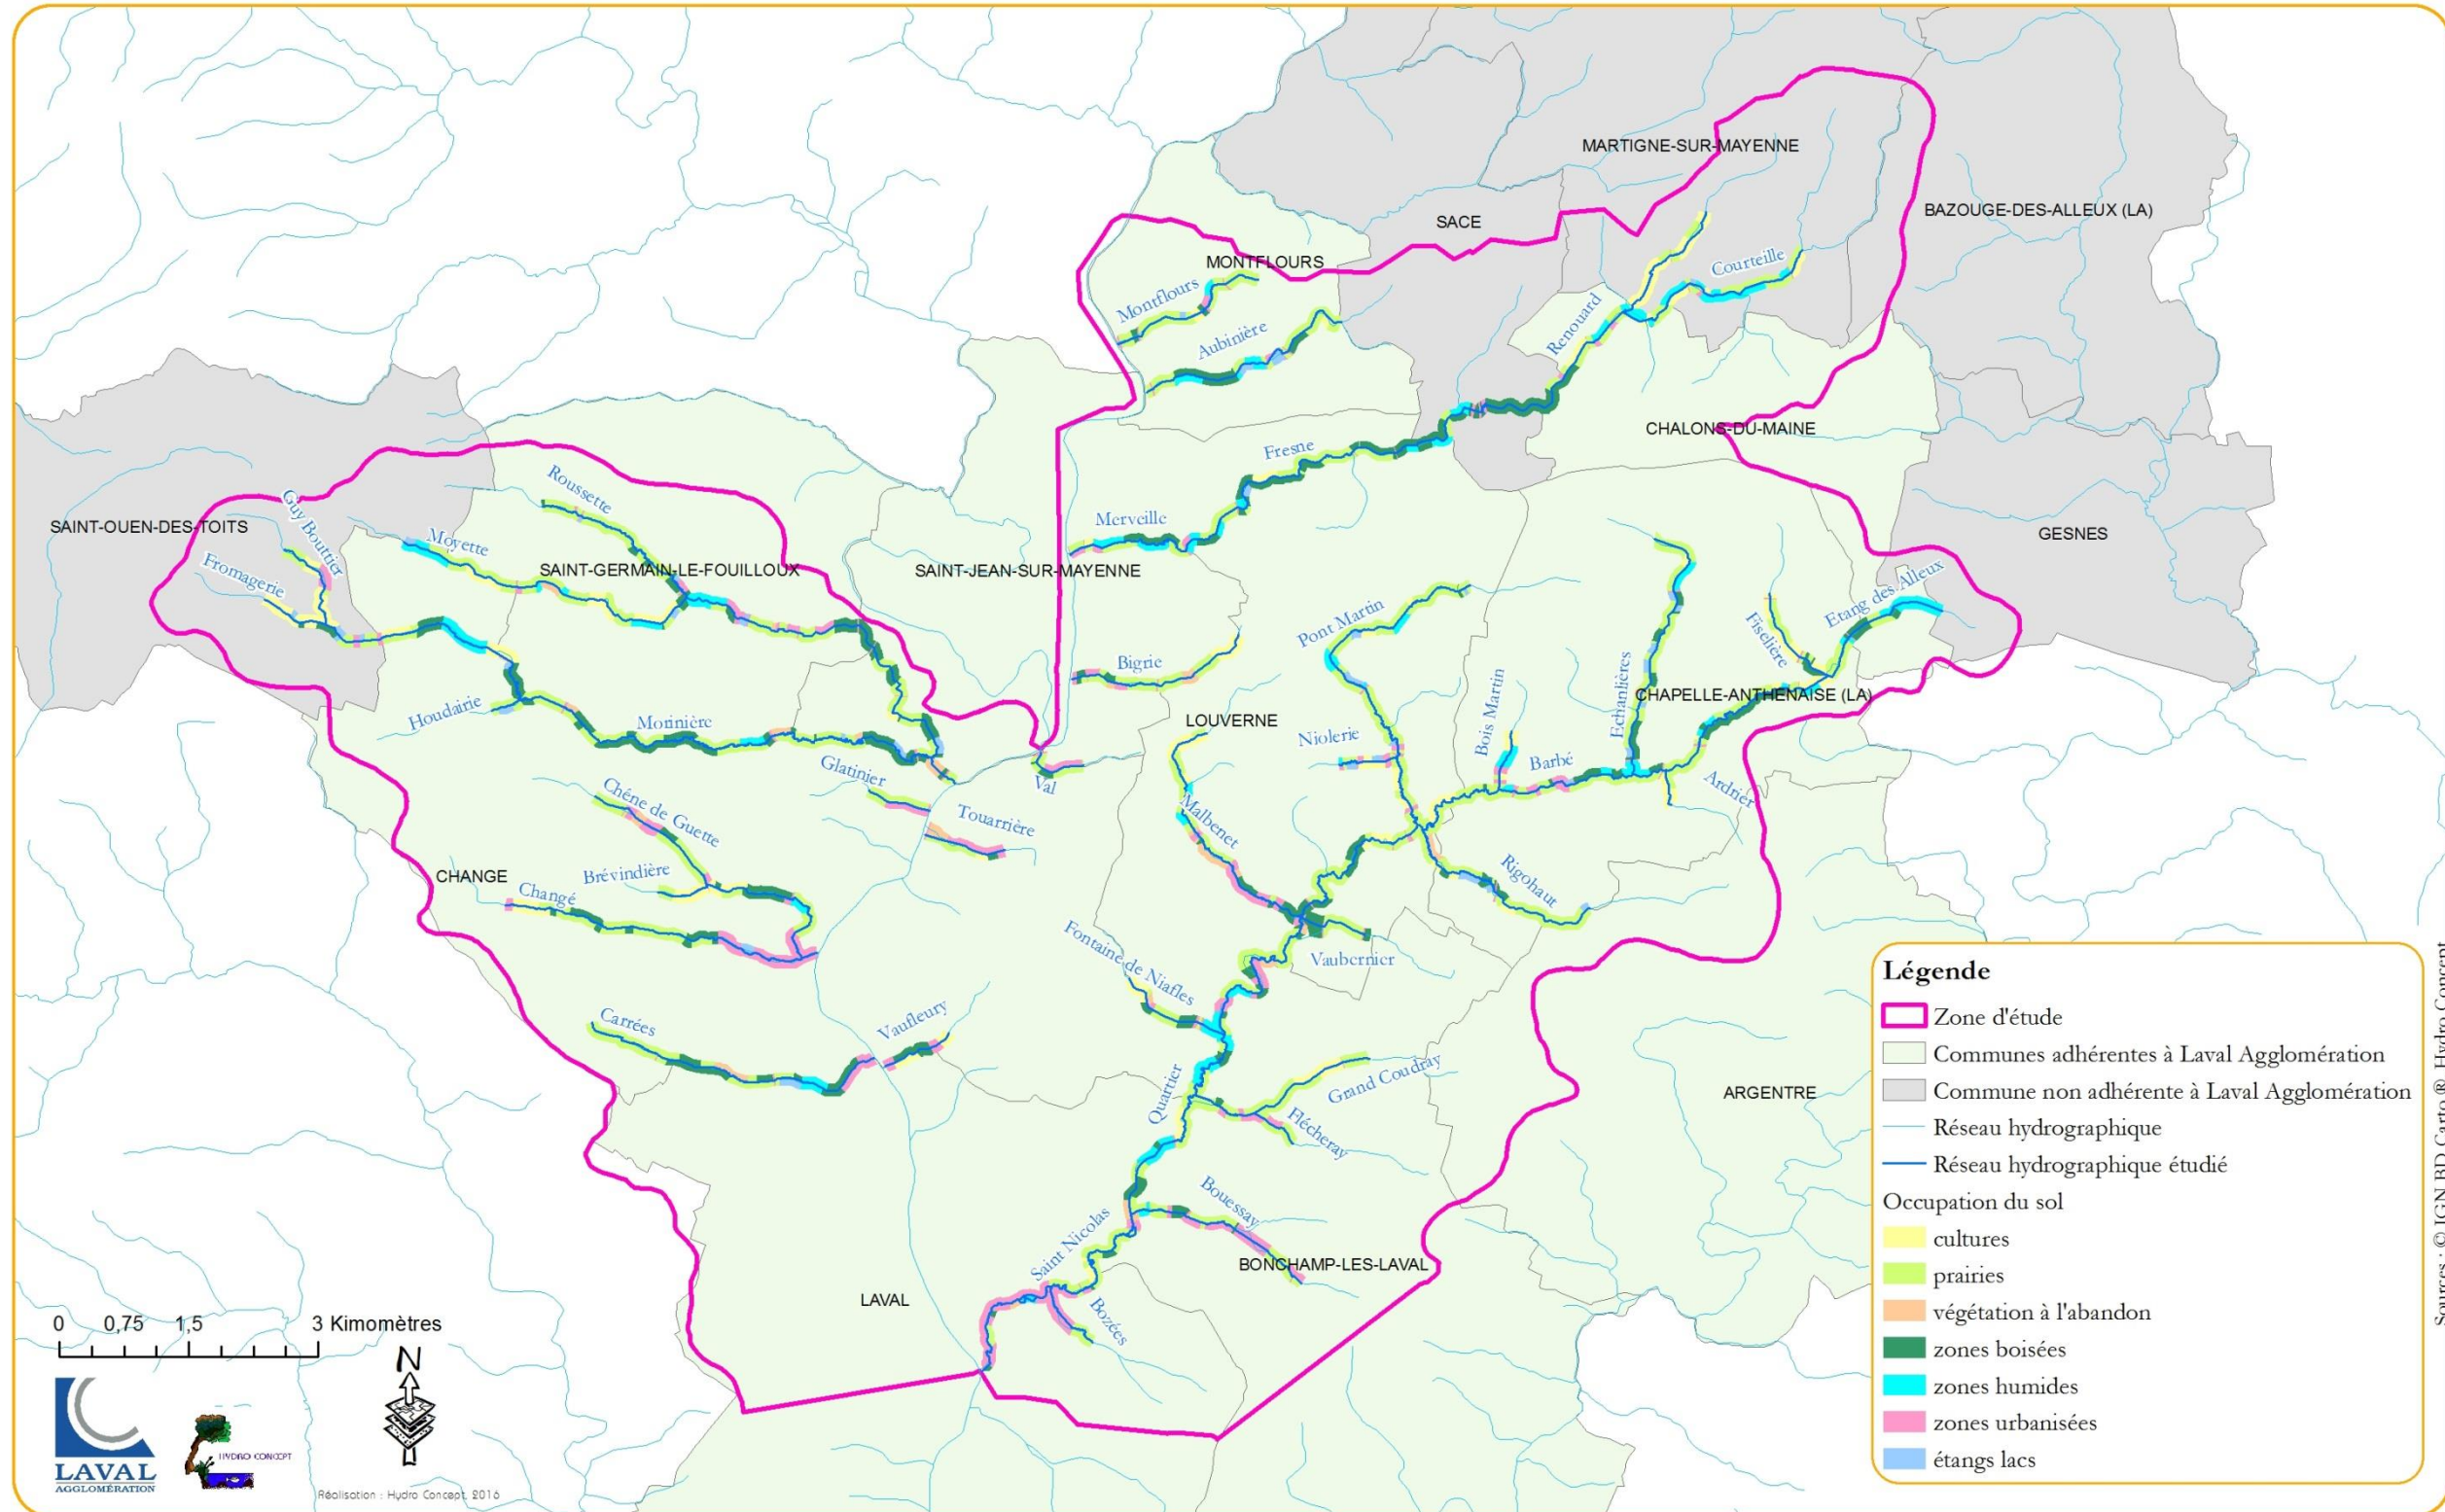 MARTIGNE-SUR-MAYENNE
BAZOUGE-DES-ALLEUX (LA)
SACE
MONTFLOURS
Courteille
Montflours
Renouard
Aubinière
CHALONS-DU-MAINE
Fresne
Roussette
Guy Bouttier
SAINT-OUEN-DES-TOITS
Merveille
GESNES
Moyette
Fromagerie
SAINT-GERMAIN-LE-FOUILLOUX
SAINT-JEAN-SUR-MAYENNE
Etang des Alleux
Pont Martin
Fiselière
Bigrie
Echanlières
CHAPELLE-ANTHENAISE (LA)
Bois Martin
Houdairie
Morinière
LOUVERNE
Niolerie
Barbé
Glatinier
Val
Ardrier
Chêne de Guette
Touarrière
Malbenet
CHANGE
Brévindière
Changé
Rigohaut
Fontaine de Niafles
Vaubernier
Carrées
Vaufleury
Quartier
Grand Coudray
Flécheray
ARGENTRE
Bouessay
Saint Nicolas
BONCHAMP-LES-LAVAL
LAVAL
Bozées
Légende
Zone d'étude
Communes adhérentes à Laval Agglomération
Commune non adhérente à Laval Agglomération
Réseau hydrographique
Réseau hydrographique étudié
Occupation du sol
cultures
prairies
végétation à l'abandon
zones boisées
zones humides
zones urbanisées
étangs lacs
0 0,75 1,5 3 Kimomètres
N
LAVAL
AGGLOMÉRATION
HYDRO CONCEPT
Réalisation : Hydro Concept, 2016
Sources : © IGN BD Carto ® Hydro Concept